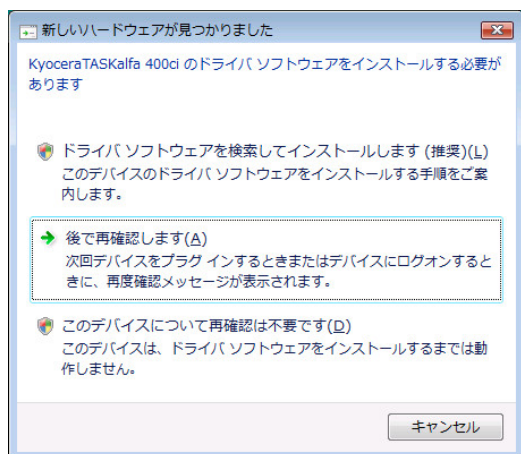 新しいハードウェアが見つかりました
KyoceraTASKalfa 400ci のドライバ ソフトウェアをインストールする必要が
あります
ドライバ ソフトウェアを検索してインストールします (推奨)(L)
このデバイスのドライバ ソフトウェアをインストールする手順をご案
内します。
後で再確認します(A)
次回デバイスをプラグ インするときまたはデバイスにログオンすると
きに、再度確認メッセージが表示されます。
このデバイスについて再確認は不要です(D)
このデバイスは、ドライバ ソフトウェアをインストールするまでは動
作しません。
キャンセル